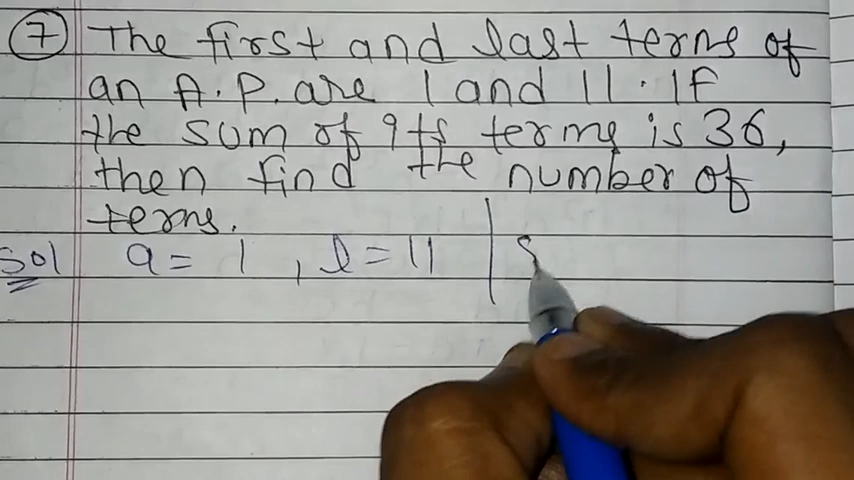 7 The first and last terms of
an A.P. are 1 and 11. If
the sum of its terms is 36,
then find the number of
terms.
Sol a = 1, l = 11 | S